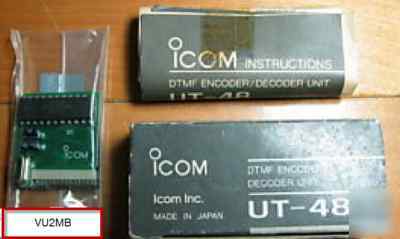 ICOM INSTRUCTIONS
DTMF ENCODER/DECODER UNIT
UT-48
ICOM
ICOM
Icom Inc.
MADE IN JAPAN
DTMF ENCODER
DECODER UNIT
UT-48
VU2MB